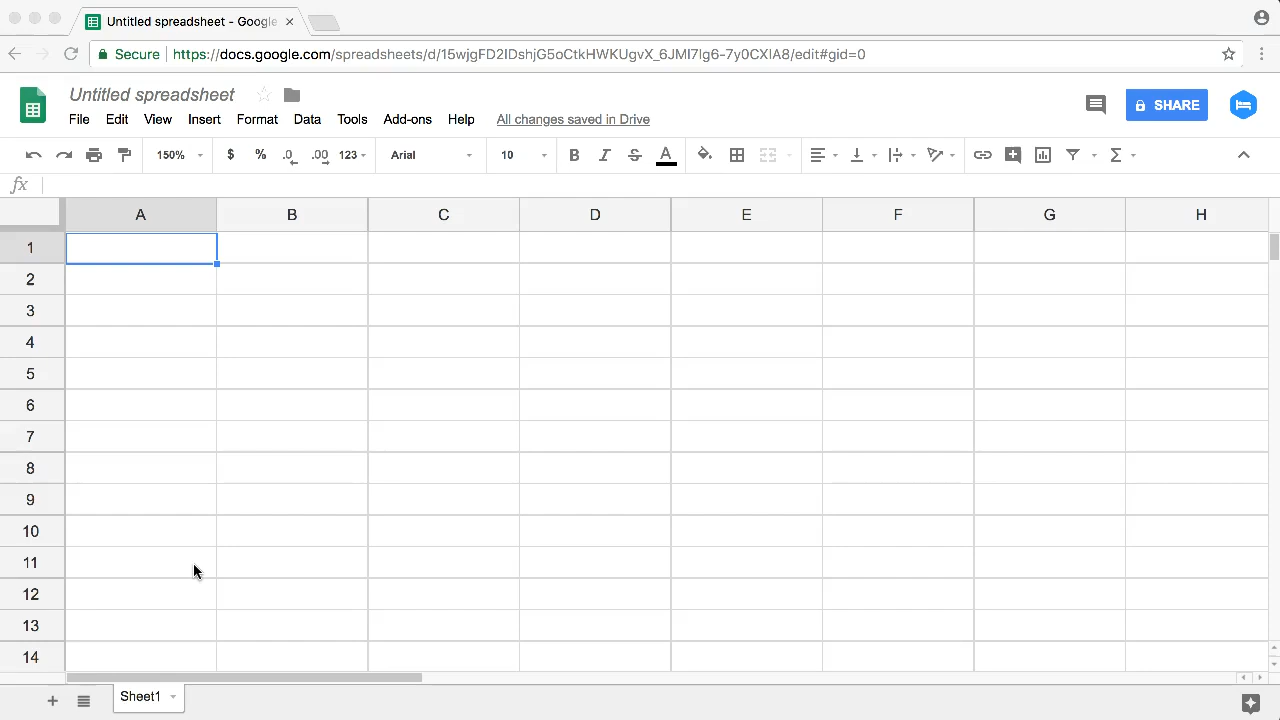 Untitled spreadsheet - Google
Secure https://docs.google.com/spreadsheets/d/15wjgFD2IDshjG5oCtkHWKUgvX_6JMI7lg6-7y0CXIA8/edit#gid=0
Untitled spreadsheet
File Edit View Insert Format Data Tools Add-ons Help All changes saved in Drive
SHARE
150% $ % .0 .00 123 Arial 10 B I S A Σ
fx
A B C D E F G H
1
2
3
4
5
6
7
8
9
10
11
12
13
14
+ Sheet1